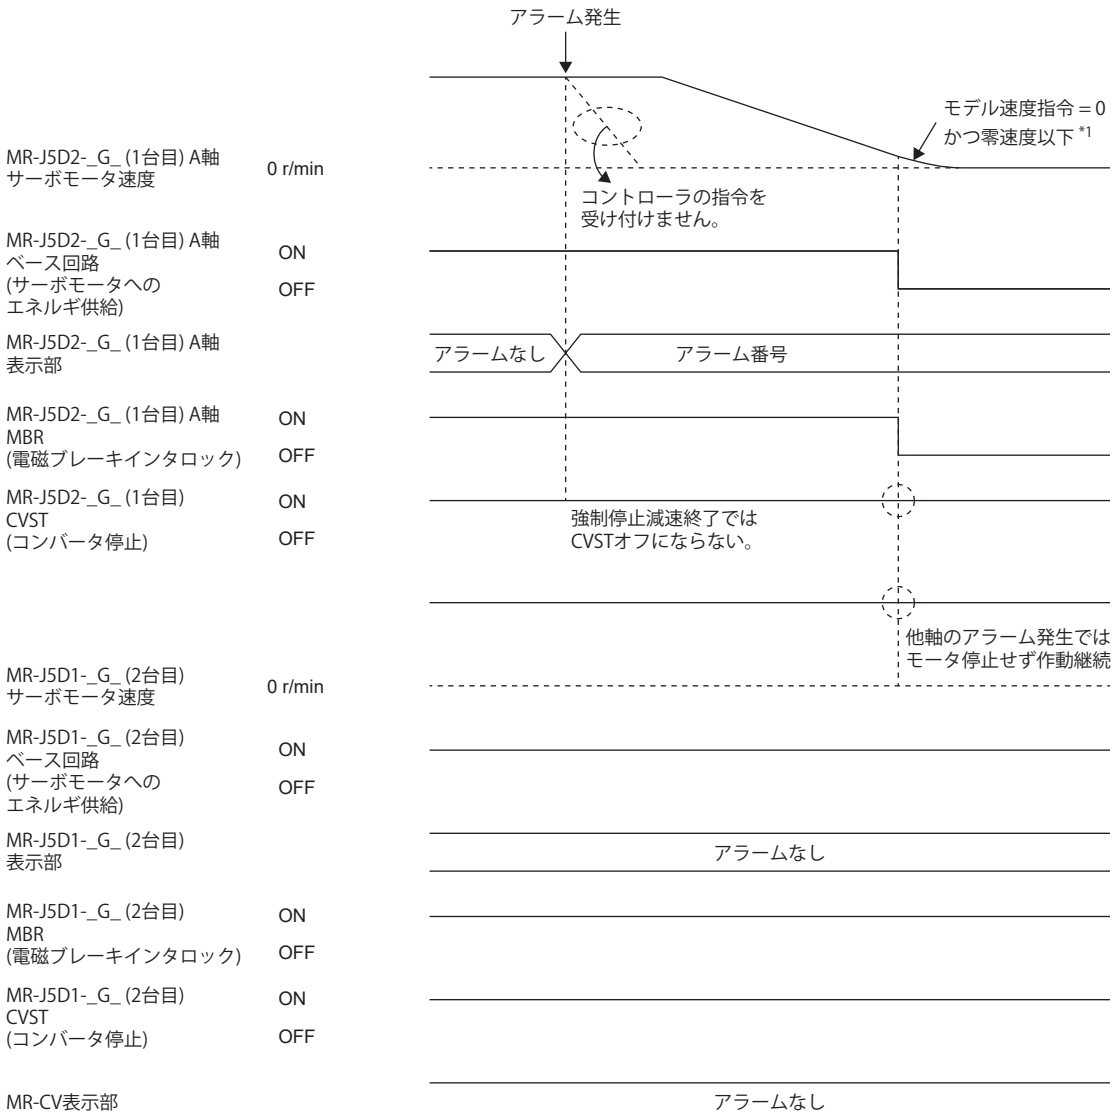 アラーム発生
モデル速度指令 = 0
かつ零速度以下 *1
MR-J5D2-_G_ (1台目) A軸
サーボモータ速度
0 r/min
コントローラの指令を
受け付けません。
MR-J5D2-_G_ (1台目) A軸
ベース回路
(サーボモータへの
エネルギ供給)
ON
OFF
MR-J5D2-_G_ (1台目) A軸
表示部
アラームなし
アラーム番号
MR-J5D2-_G_ (1台目) A軸
MBR
(電磁ブレーキインタロック)
ON
OFF
MR-J5D2-_G_ (1台目)
CVST
(コンバータ停止)
ON
OFF
強制停止減速終了では
CVSTオフにならない。
他軸のアラーム発生では
モータ停止せず作動継続
MR-J5D1-_G_ (2台目)
サーボモータ速度
0 r/min
MR-J5D1-_G_ (2台目)
ベース回路
(サーボモータへの
エネルギ供給)
ON
OFF
MR-J5D1-_G_ (2台目)
表示部
アラームなし
MR-J5D1-_G_ (2台目)
MBR
(電磁ブレーキインタロック)
ON
OFF
MR-J5D1-_G_ (2台目)
CVST
(コンバータ停止)
ON
OFF
MR-CV表示部
アラームなし